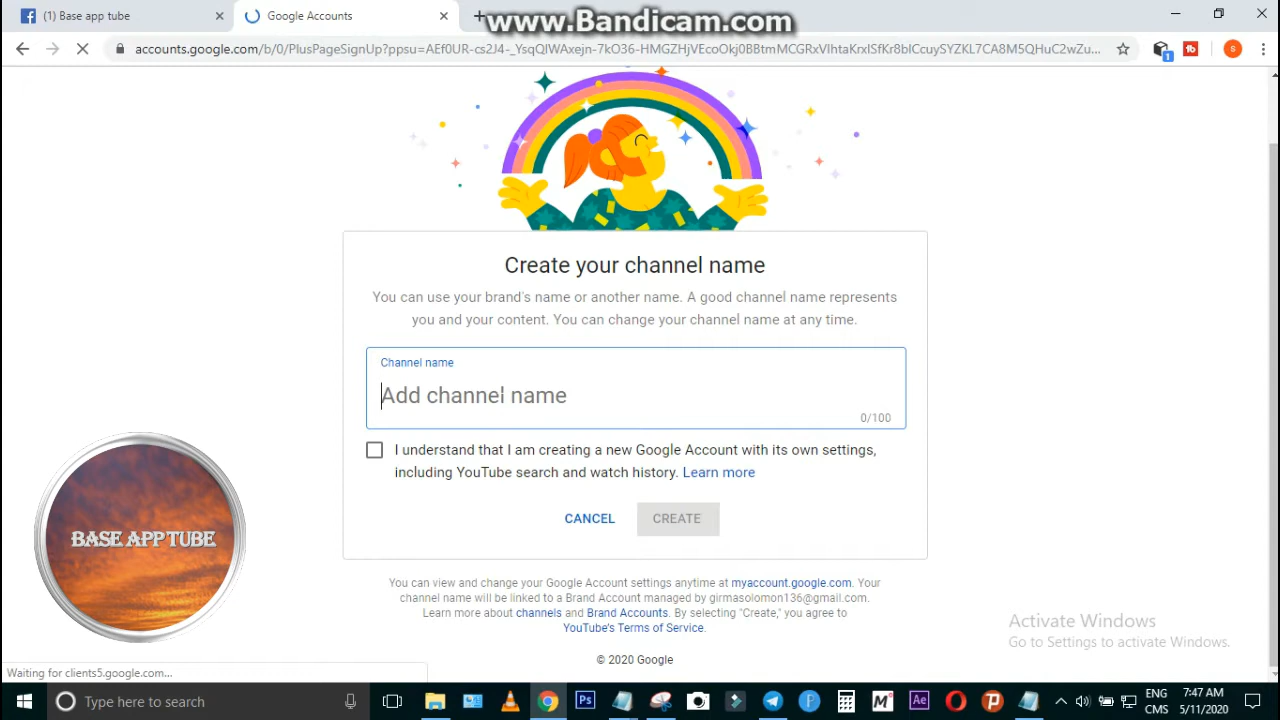 www.Bandicam.com
(1) Base app tube
Google Accounts
accounts.google.com/b/0/PlusPageSignUp?ppsu=
Create your channel name
You can use your brand's name or another name. A good channel name represents
you and your content. You can change your channel name at any time.
Channel name
Add channel name
0/100
I understand that I am creating a new Google Account with its own settings,
including YouTube search and watch history. Learn more
CANCEL
CREATE
BASE APP TUBE
You can view and change your Google Account settings anytime at myaccount.google.com. Your
channel name will be linked to a Brand Account managed by girmasolomon136@gmail.com.
Learn more about channels and Brand Accounts. By selecting "Create," you agree to
YouTube's Terms of Service.
© 2020 Google
Activate Windows
Go to Settings to activate Windows.
Waiting for clients5.google.com...
Type here to search
ENG
7:47 AM
CMS
5/11/2020